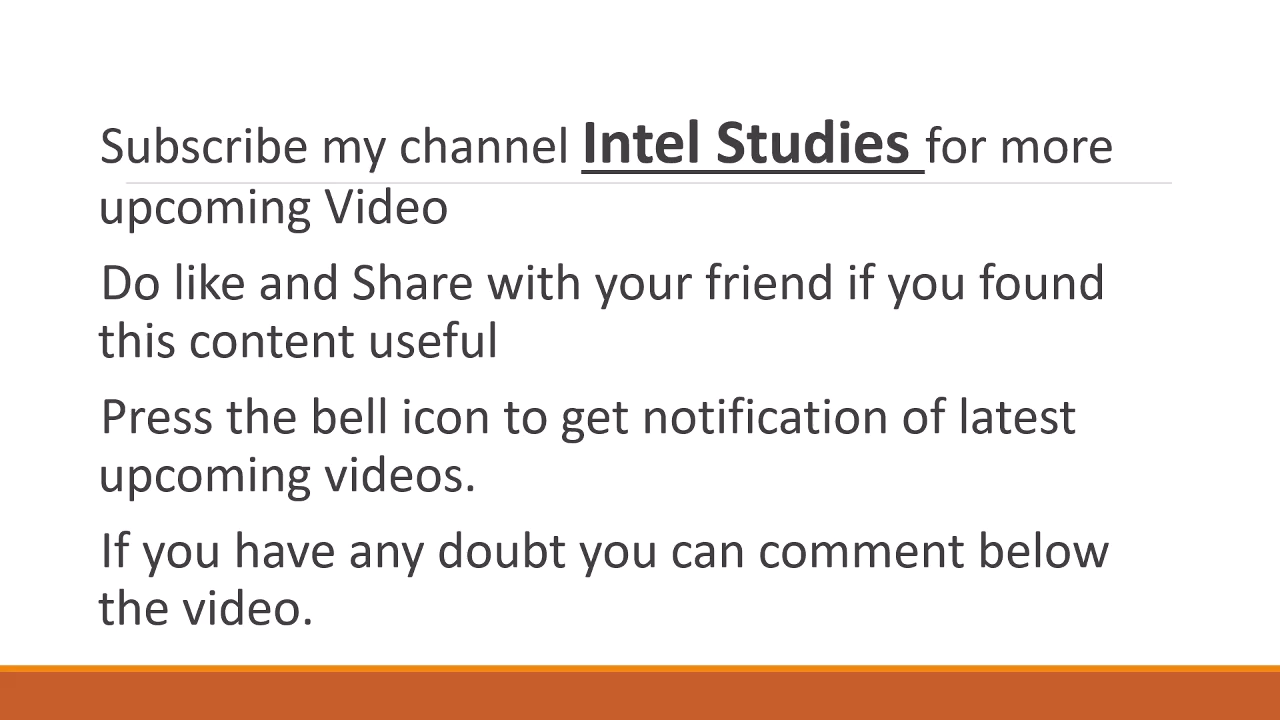 Subscribe my channel Intel Studies for more
upcoming Video
Do like and Share with your friend if you found
this content useful
Press the bell icon to get notification of latest
upcoming videos.
If you have any doubt you can comment below
the video.